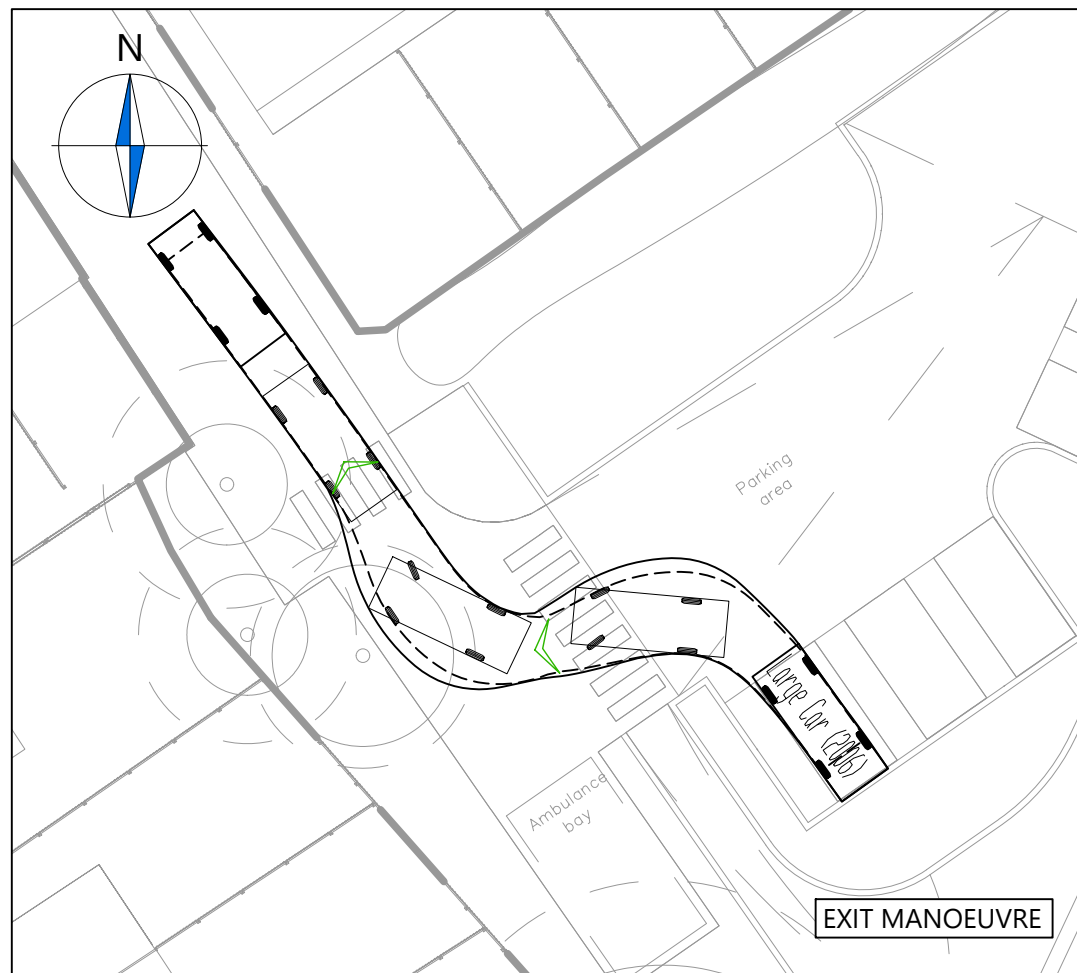 N
Parking
area
Large Car (2006)
Ambulance
bay
EXIT MANOEUVRE